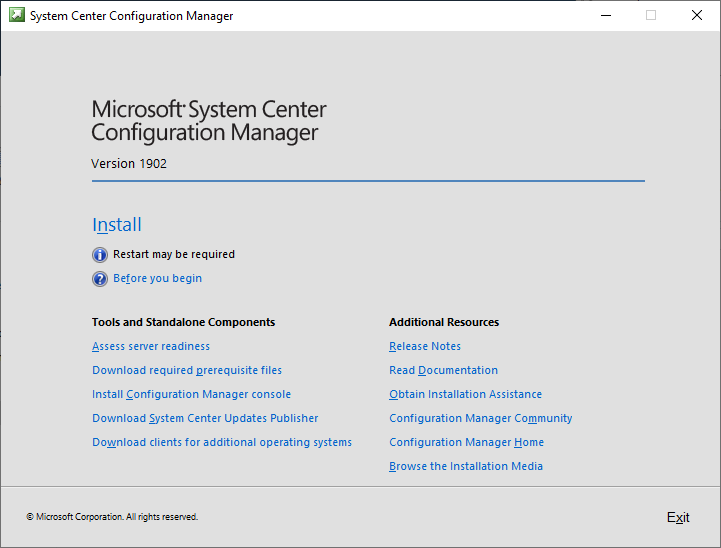 System Center Configuration Manager
Microsoft® System Center
Configuration Manager
Version 1902
Install
Restart may be required
Before you begin
Tools and Standalone Components
Assess server readiness
Download required prerequisite files
Install Configuration Manager console
Download System Center Updates Publisher
Download clients for additional operating systems
Additional Resources
Release Notes
Read Documentation
Obtain Installation Assistance
Configuration Manager Community
Configuration Manager Home
Browse the Installation Media
© Microsoft Corporation. All rights reserved.
Exit